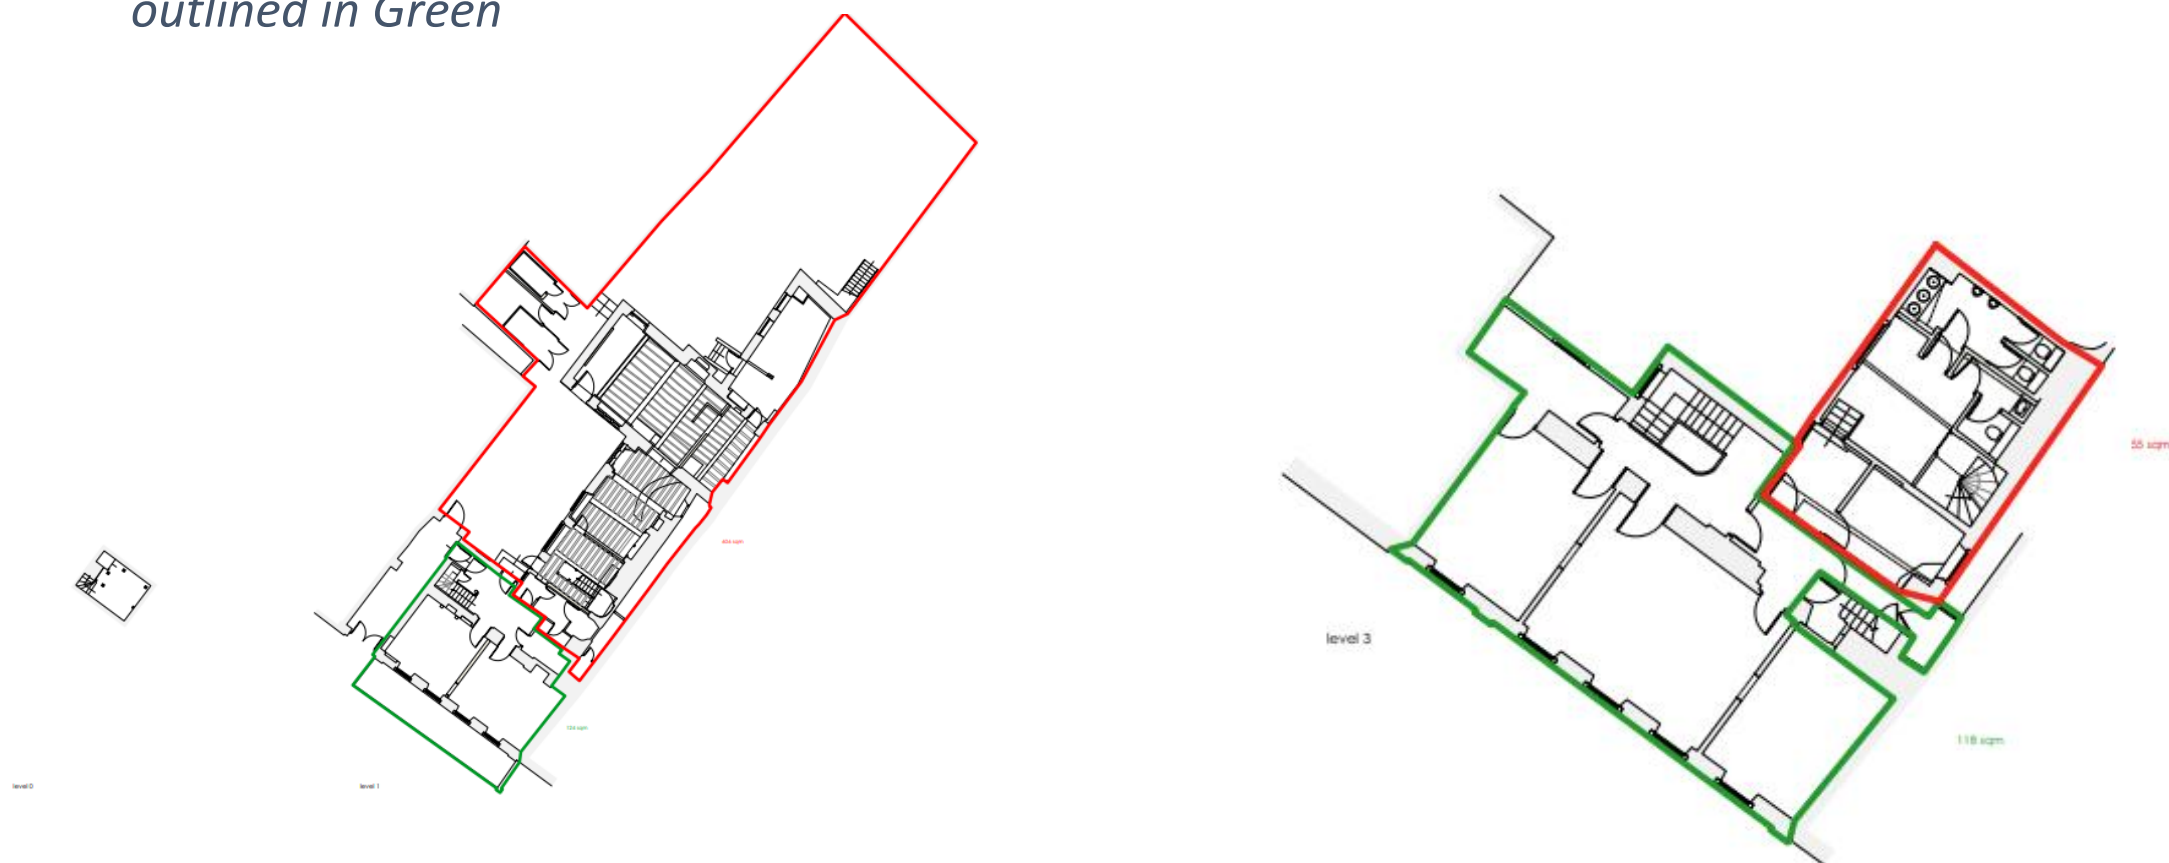 outlined in Green
55 sqm
level 3
118 sqm
level 0
level 1